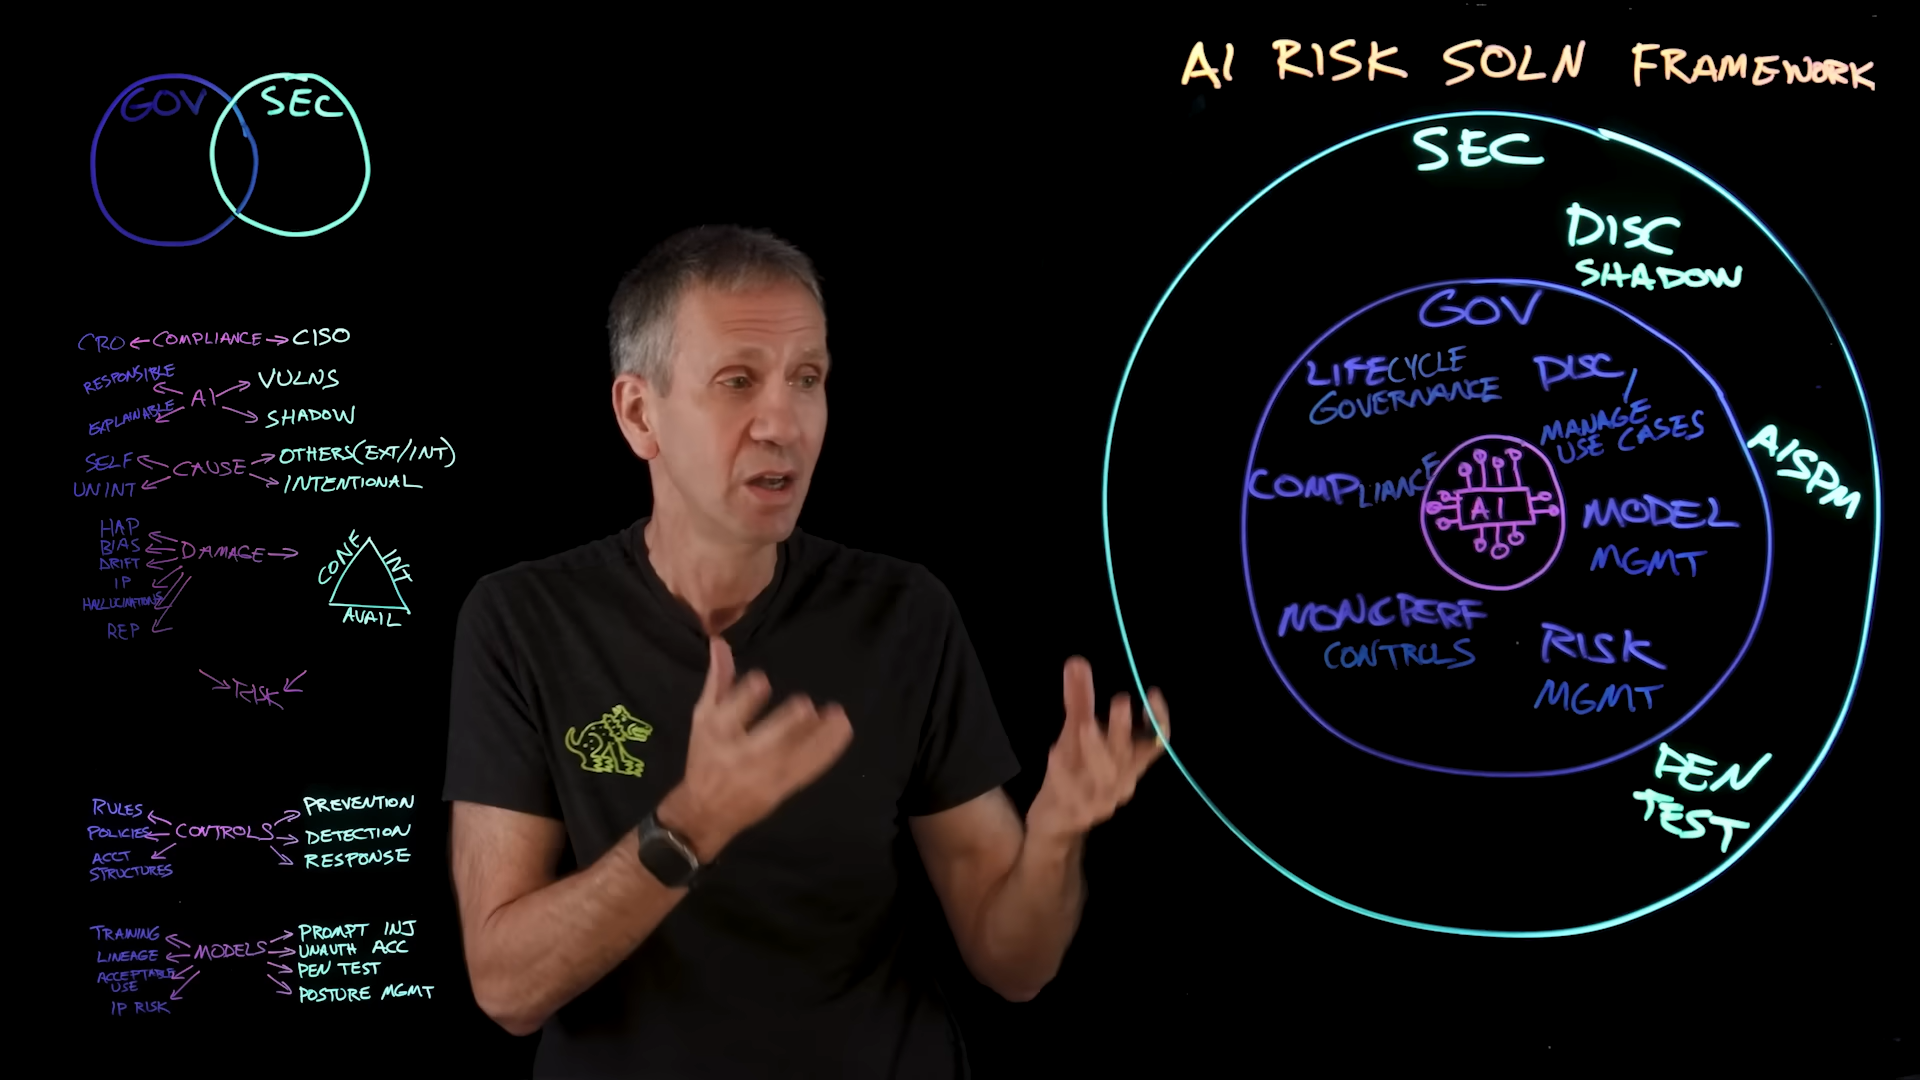 GOV
SEC
CRO
COMPLIANCE
CISO
RESPONSIBLE
EXPLAINABLE
AI
VULNS
SHADOW
SELF
UNINT
CAUSE
OTHERS(EXT/INT)
INTENTIONAL
HAP
BIAS
DRIFT
IP
HALLUCINATIONS
REP
DAMAGE
CONF
INT
AVAIL
RISK
RULES
POLICIES
ACCT
STRUCTURES
CONTROLS
PREVENTION
DETECTION
RESPONSE
TRAINING
LINEAGE
ACCEPTABLE
USE
IP RISK
MODELS
PROMPT INJ
UNAUTH ACC
PEN TEST
POSTURE MGMT
AI RISK SOLN FRAMEWORK
SEC
DISC
SHADOW
AISPM
PEN
TEST
GOV
LIFECYCLE
GOVERNANCE
DISC/
MANAGE
USE CASES
COMPLIANCE
AI
MODEL
MGMT
MON&PERF
CONTROLS
RISK
MGMT